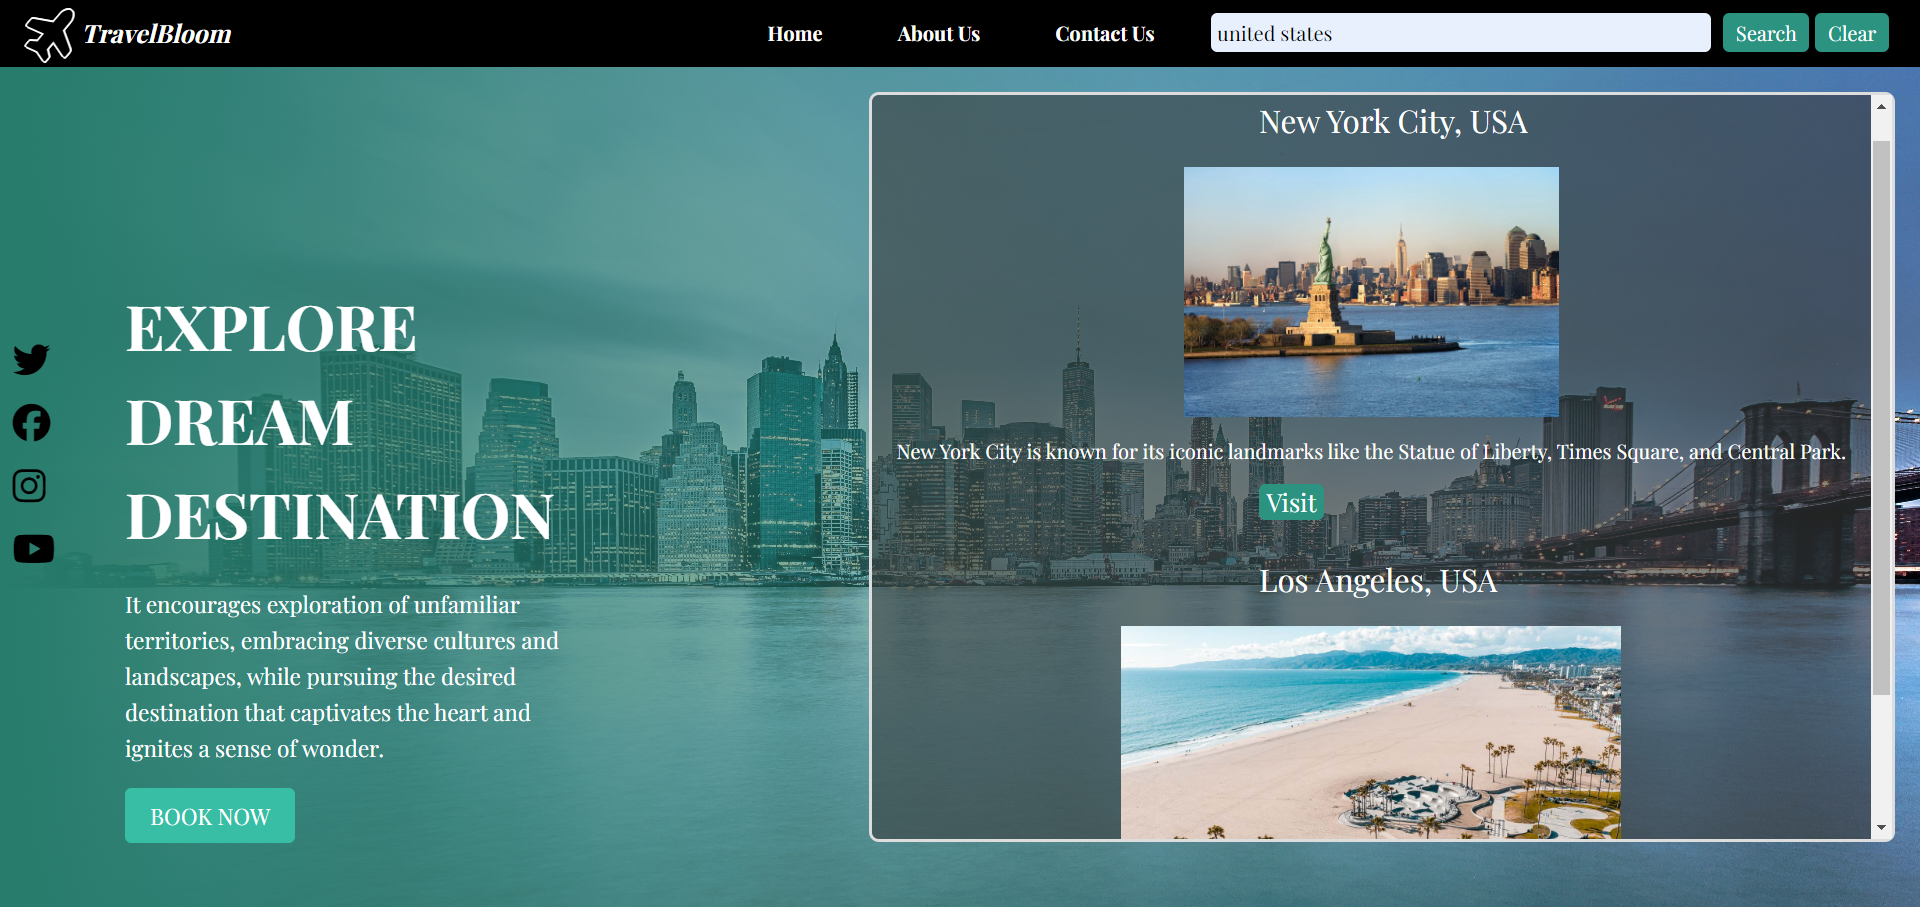 TravelBloom
Home
About Us
Contact Us
united states
Search
Clear
EXPLORE
DREAM
DESTINATION
It encourages exploration of unfamiliar
territories, embracing diverse cultures and
landscapes, while pursuing the desired
destination that captivates the heart and
ignites a sense of wonder.
BOOK NOW
New York City, USA
New York City is known for its iconic landmarks like the Statue of Liberty, Times Square, and Central Park.
Visit
Los Angeles, USA